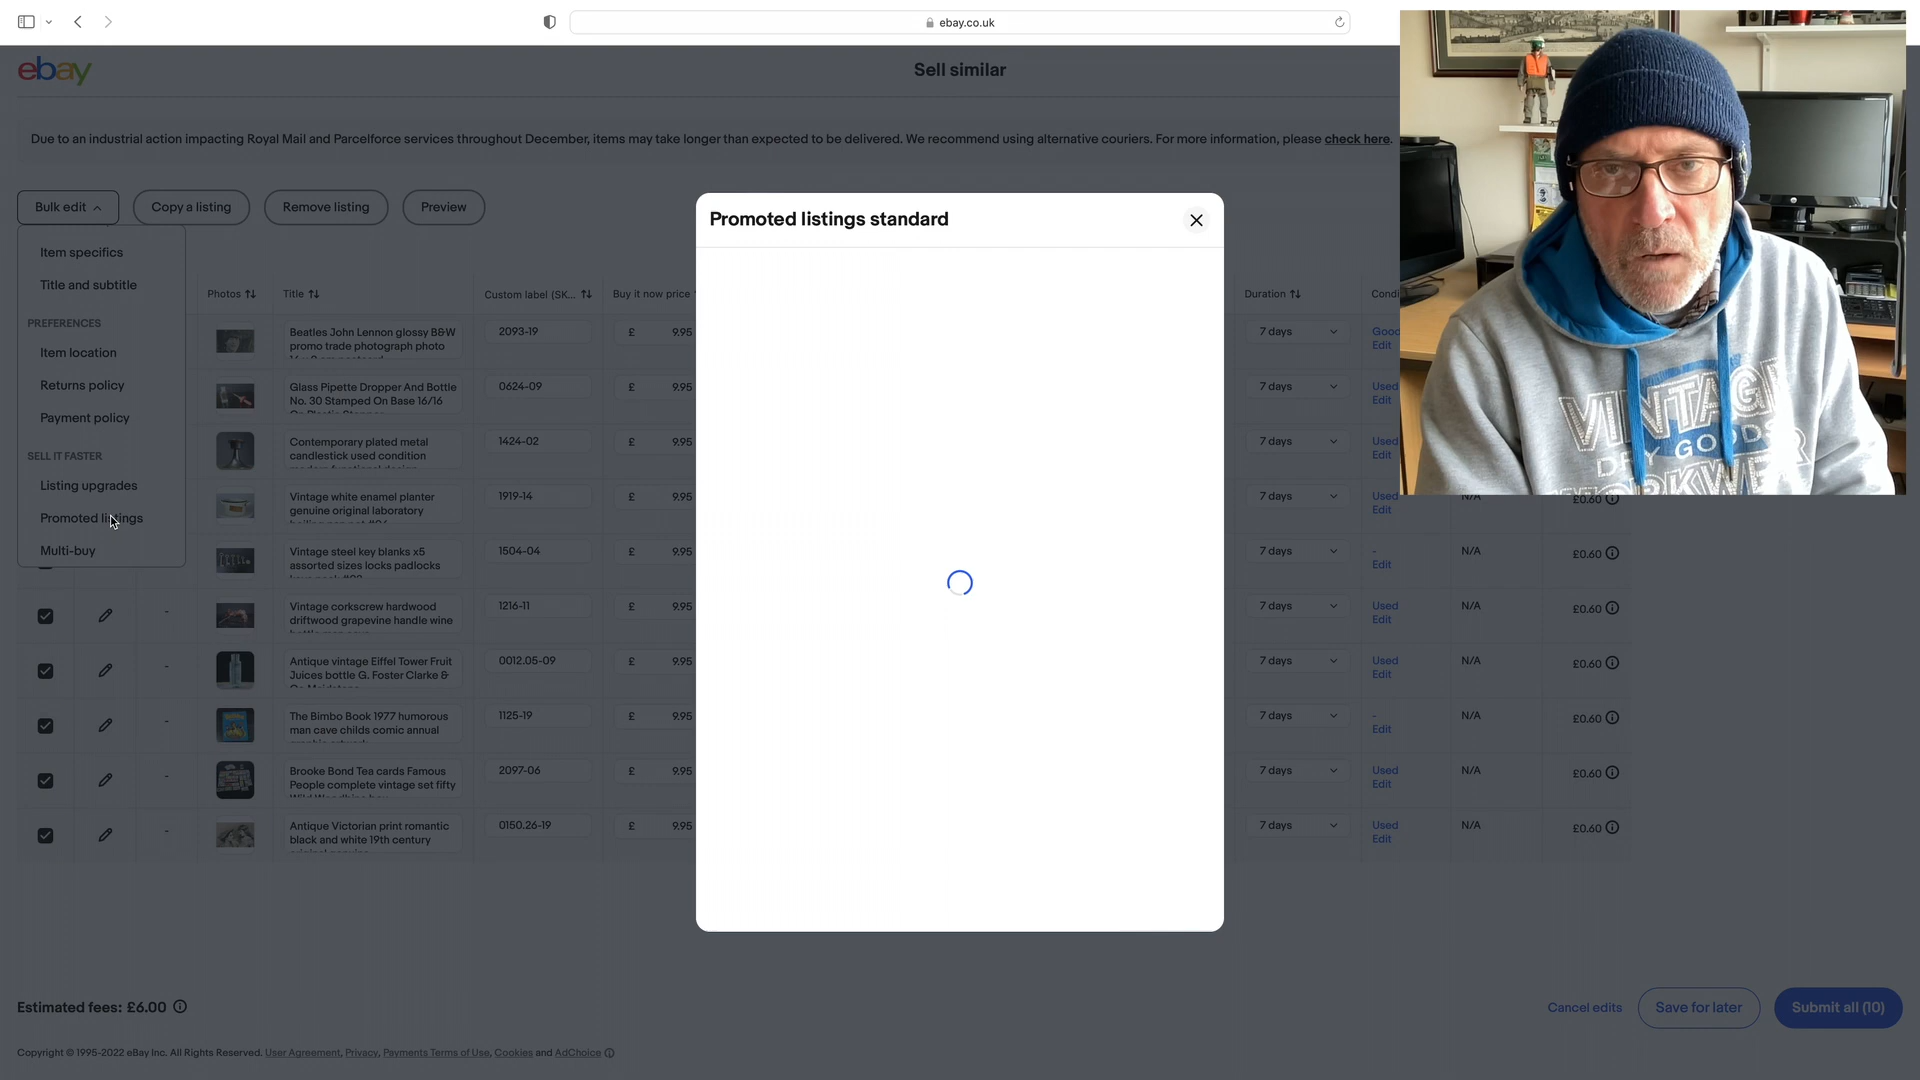 ebay.co.uk
ebay
Sell similar
Due to an industrial action impacting Royal Mail and Parcelforce services throughout December, items may take longer than expected to be delivered. We recommend using alternative couriers. For more information, please check here.
Bulk edit
Copy a listing
Remove listing
Preview
Item specifics
Title and subtitle
PREFERENCES
Item location
Returns policy
Payment policy
SELL IT FASTER
Listing upgrades
Promoted listings
Multi-buy
Promoted listings standard
Photos
Title
Custom label (SK...
Buy it now price
Duration
Condi
Beatles John Lennon glossy B&W
promo trade photograph photo
2093-19
£ 9.95
7 days
Good
Edit
Glass Pipette Dropper And Bottle
No. 30 Stamped On Base 16/16
0624-09
£ 9.95
7 days
Used
Edit
Contemporary plated metal
candlestick used condition
1424-02
£ 9.95
7 days
Used
Edit
Vintage white enamel planter
genuine original laboratory
1919-14
£ 9.95
7 days
Used
Edit
N/A
£0.60
Vintage steel key blanks x5
assorted sizes locks padlocks
1504-04
£ 9.95
7 days
-
Edit
N/A
£0.60
-
Vintage corkscrew hardwood
driftwood grapevine handle wine
1216-11
£ 9.95
7 days
Used
Edit
N/A
£0.60
-
Antique vintage Eiffel Tower Fruit
Juices bottle G. Foster Clarke &
0012.05-09
£ 9.95
7 days
Used
Edit
N/A
£0.60
-
The Bimbo Book 1977 humorous
man cave childs comic annual
1125-19
£ 9.95
7 days
-
Edit
N/A
£0.60
-
Brooke Bond Tea cards Famous
People complete vintage set fifty
2097-06
£ 9.95
7 days
Used
Edit
N/A
£0.60
-
Antique Victorian print romantic
black and white 19th century
0150.26-19
£ 9.95
7 days
Used
Edit
N/A
£0.60
VINTAGE
DRY GOODS
WORKWE
Estimated fees: £6.00
Cancel edits
Save for later
Submit all (10)
Copyright © 1995-2022 eBay Inc. All Rights Reserved. User Agreement, Privacy, Payments Terms of Use, Cookies and AdChoice